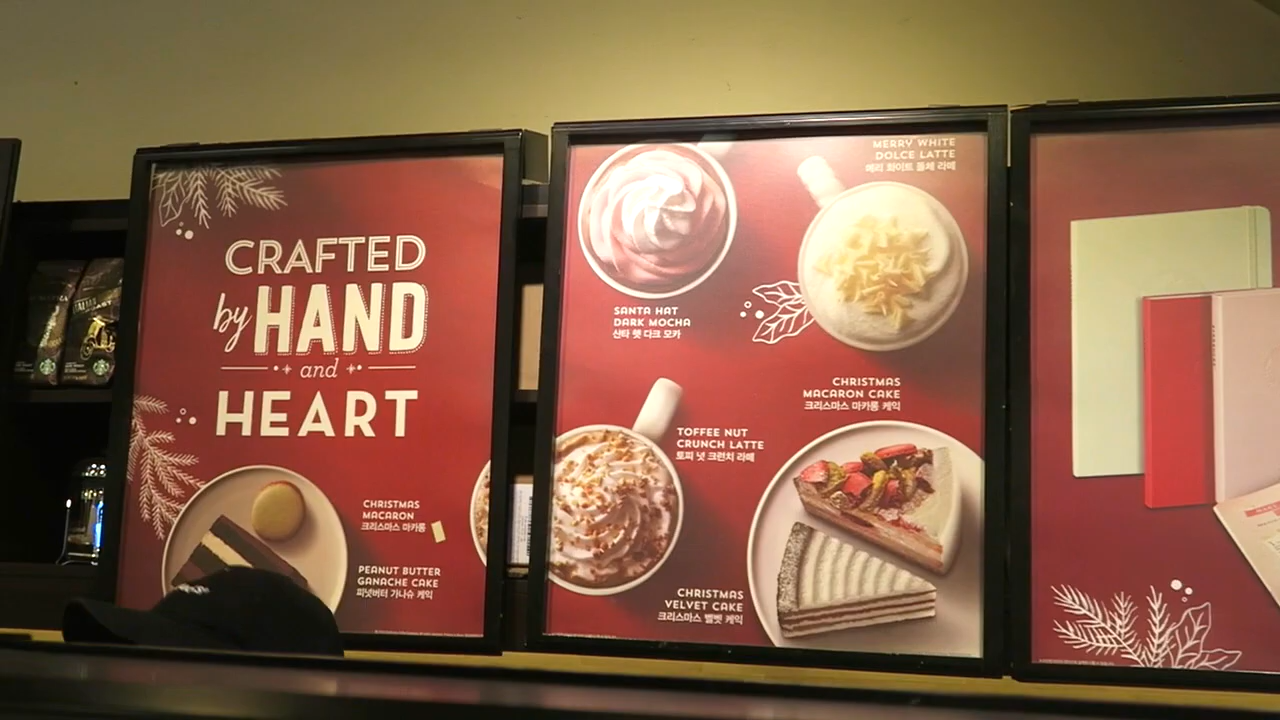 CRAFTED
by HAND
and
HEART
CHRISTMAS
MACARON
크리스마스 마카롱
PEANUT BUTTER
GANACHE CAKE
피넛버터 가나슈 케익
MERRY WHITE
DOLCE LATTE
메리 화이트 돌체 라떼
SANTA HAT
DARK MOCHA
산타 햇 다크 모카
CHRISTMAS
MACARON CAKE
크리스마스 마카롱 케익
TOFFEE NUT
CRUNCH LATTE
토피 넛 크런치 라떼
CHRISTMAS
VELVET CAKE
크리스마스 벨벳 케익